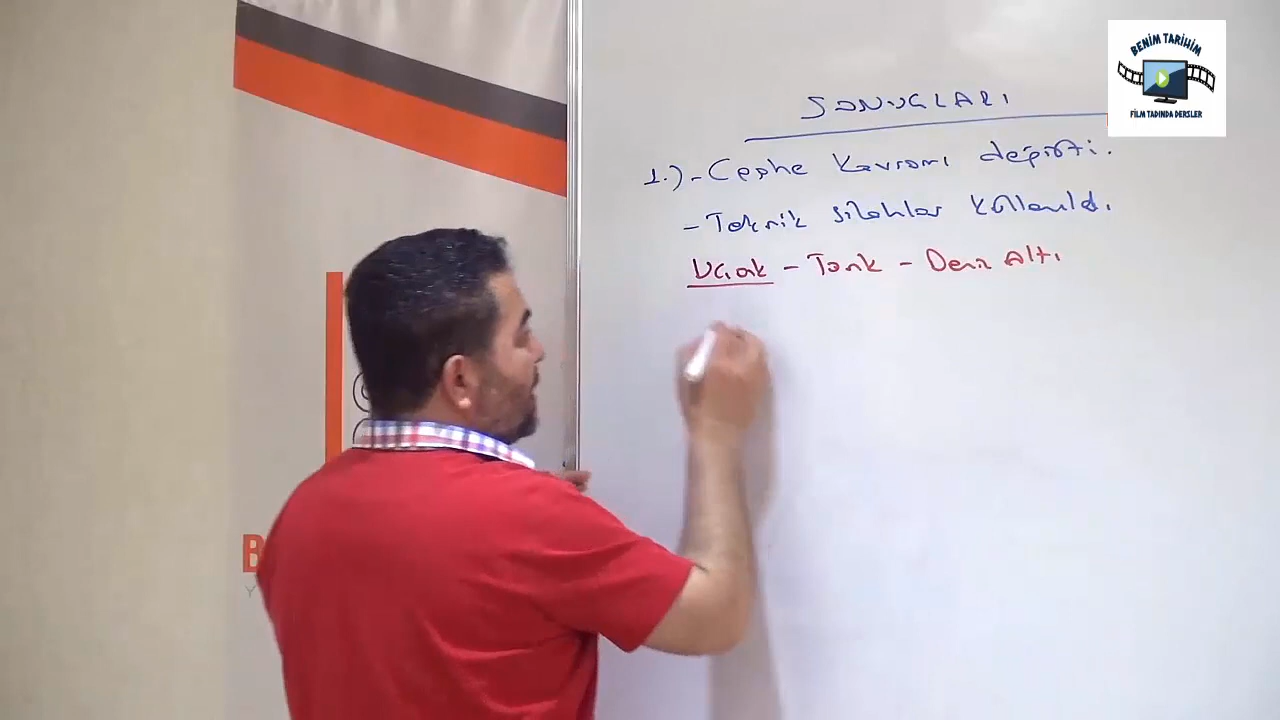 BENİM TARİHİM
FİLM TADINDA DERSLER
SONUÇLARI
1.) - Cephe kavramı değişti.
- Teknik silahlar kullanıldı.
Uçak - Tank - Deniz Altı
B